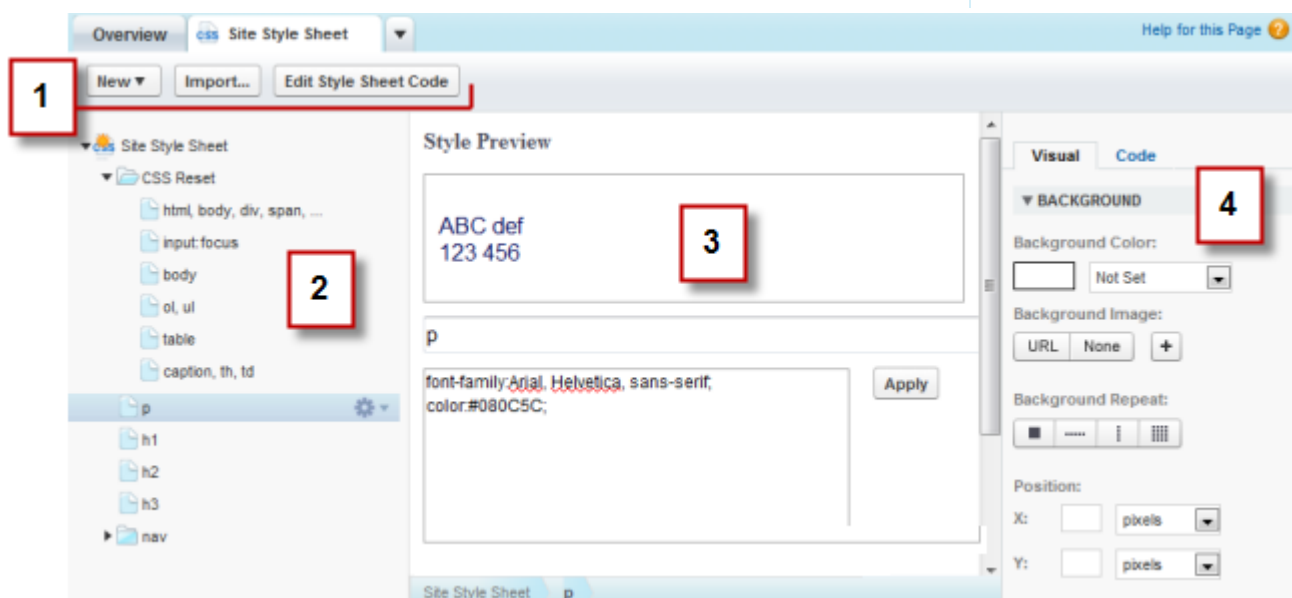 Overview
css Site Style Sheet
Help for this Page ?
1
New
Import...
Edit Style Sheet Code
css Site Style Sheet
CSS Reset
html, body, div, span, ...
input:focus
body
ol, ul
table
caption, th, td
p
h1
h2
h3
nav
2
Style Preview
ABC def
123 456
3
p
font-family:Arial, Helvetica, sans-serif;
color:#080C5C;
Apply
Site Style Sheet p
Visual Code
4
BACKGROUND
Background Color:
Not Set
Background Image:
URL None +
Background Repeat:
Position:
X: pixels
Y: pixels